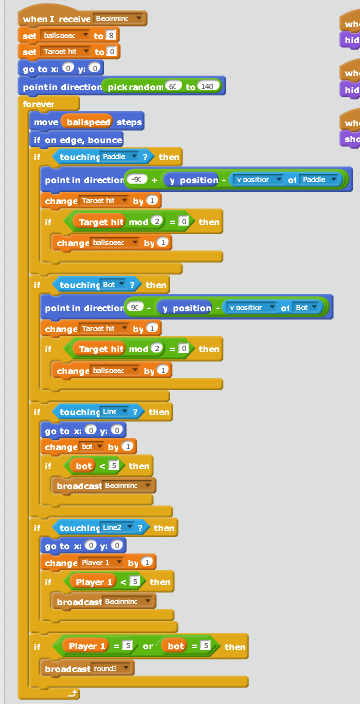 when I receive Beginninc
set ballspeec to 8
set Target hit to 0
go to x: 0 y: 0
point in direction pick random 60 to 140
forever
move ballspeed steps
if on edge, bounce
if touching Paddle ? then
point in direction -90 + y position - y position of Paddle
change Target hit by 1
if Target hit mod 2 = 0 then
change ballspeec by 1
if touching Bot ? then
point in direction 90 - y position - y position of Bot
change Target hit by 1
if Target hit mod 2 = 0 then
change ballspeec by 1
if touching Line ? then
go to x: 0 y: 0
change bot by 1
if bot < 5 then
broadcast Beginninc
if touching Line2 ? then
go to x: 0 y: 0
change Player 1 by 1
if Player 1 < 5 then
broadcast Beginninc
if Player 1 = 5 or bot = 5 then
broadcast round3
whe
hid
whe
hid
whe
sho